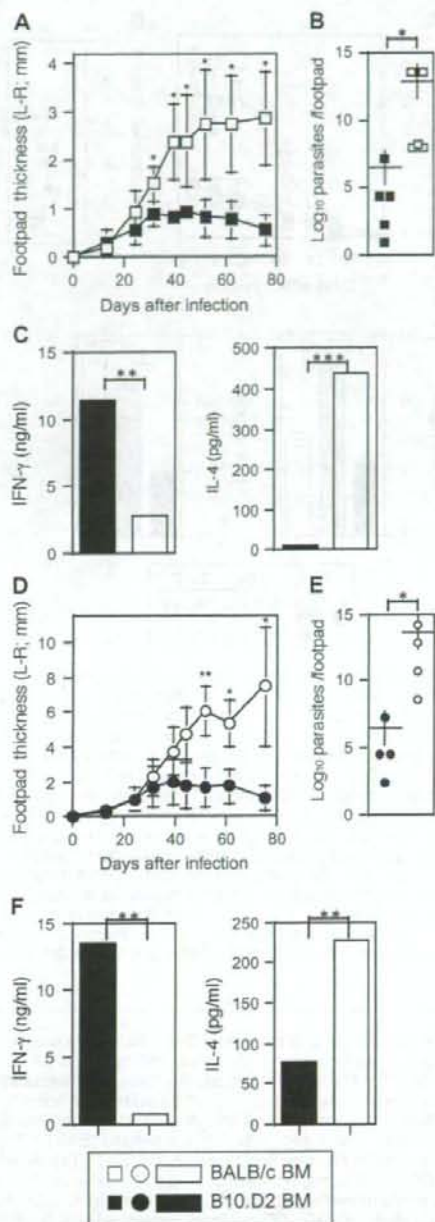 A
Footpad thickness (L-R; mm)
4
3
2
1
0
* * * * * *
0 20 40 60 80
Days after infection
B
*
Log₁₀ parasites /footpad
15
10
5
0
C
IFN-γ (ng/ml)
15
10
5
0
**
IL-4 (pg/ml)
500
400
300
200
100
0
***
D
Footpad thickness (L-R; mm)
10
8
6
4
2
0
** * *
0 20 40 60 80
Days after infection
E
*
Log₁₀ parasites /footpad
15
10
5
0
F
IFN-γ (ng/ml)
15
10
5
0
**
IL-4 (pg/ml)
250
200
150
100
50
0
**
BALB/c BM
B10.D2 BM